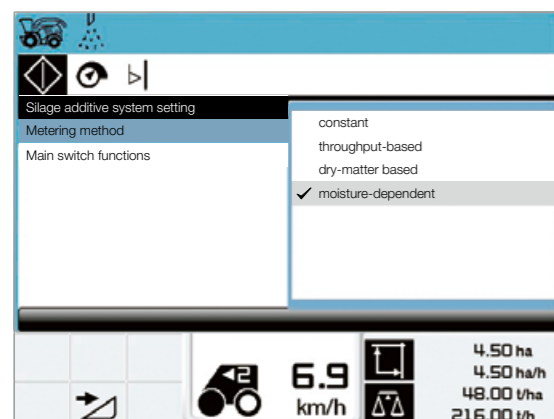 Silage additive system setting
Metering method
Main switch functions
constant
throughput-based
dry-matter based
✓ moisture-dependent
2
6.9
km/h
4.50 ha
4.50 ha/h
48.00 t/ha
216.00 t/h